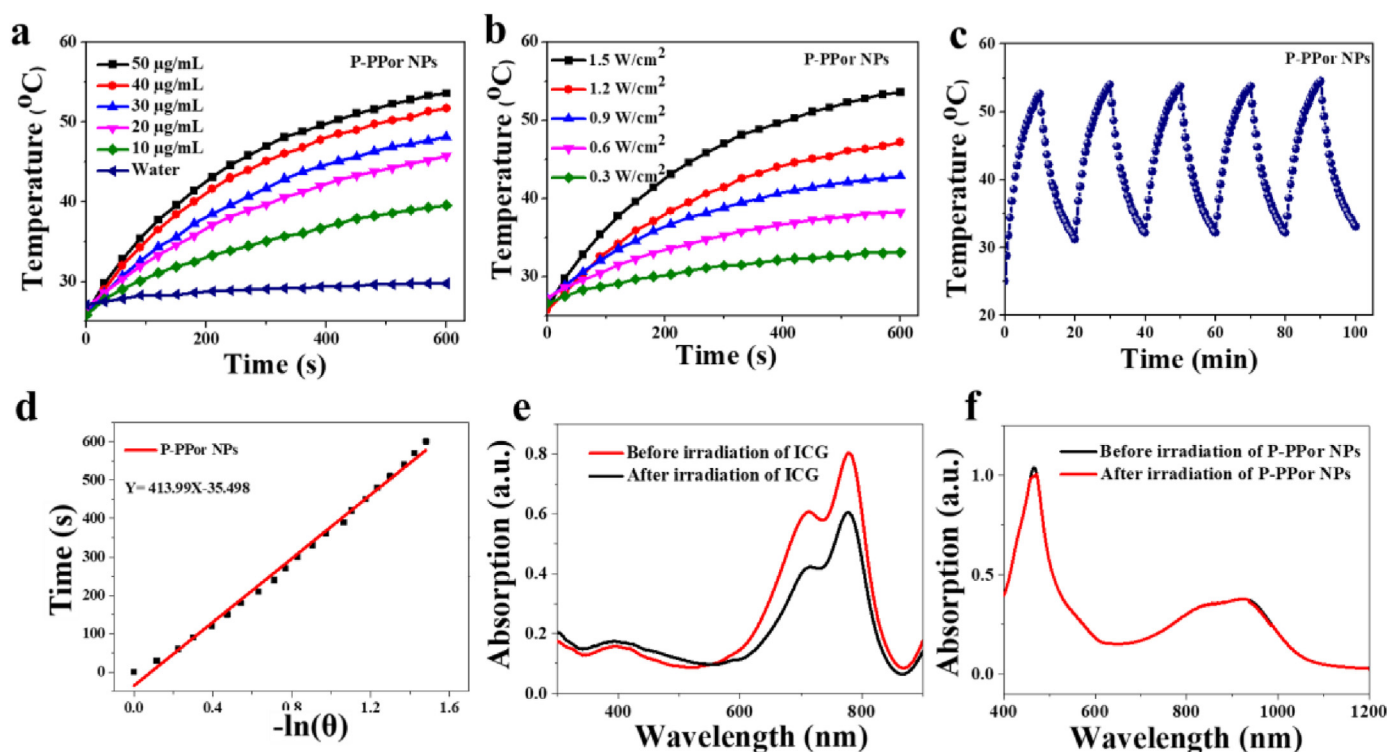 a
Temperature (°C)
60
50
40
30
0
200
400
600
Time (s)
50 µg/mL
40 µg/mL
30 µg/mL
20 µg/mL
10 µg/mL
Water
P-PPor NPs
b
Temperature (°C)
60
50
40
30
0
200
400
600
Time (s)
1.5 W/cm²
1.2 W/cm²
0.9 W/cm²
0.6 W/cm²
0.3 W/cm²
P-PPor NPs
c
Temperature (°C)
60
50
40
30
20
0
20
40
60
80
100
Time (min)
P-PPor NPs
d
Time (s)
600
500
400
300
200
100
0
0.0
0.4
0.8
1.2
1.6
-ln(θ)
P-PPor NPs
Y= 413.99X-35.498
e
Absorption (a.u.)
0.8
0.6
0.4
0.2
0.0
400
600
800
Wavelength (nm)
Before irradiation of ICG
After irradiation of ICG
f
Absorption (a.u.)
1.0
0.5
0.0
400
600
800
1000
1200
Wavelength (nm)
Before irradiation of P-PPor NPs
After irradiation of P-PPor NPs